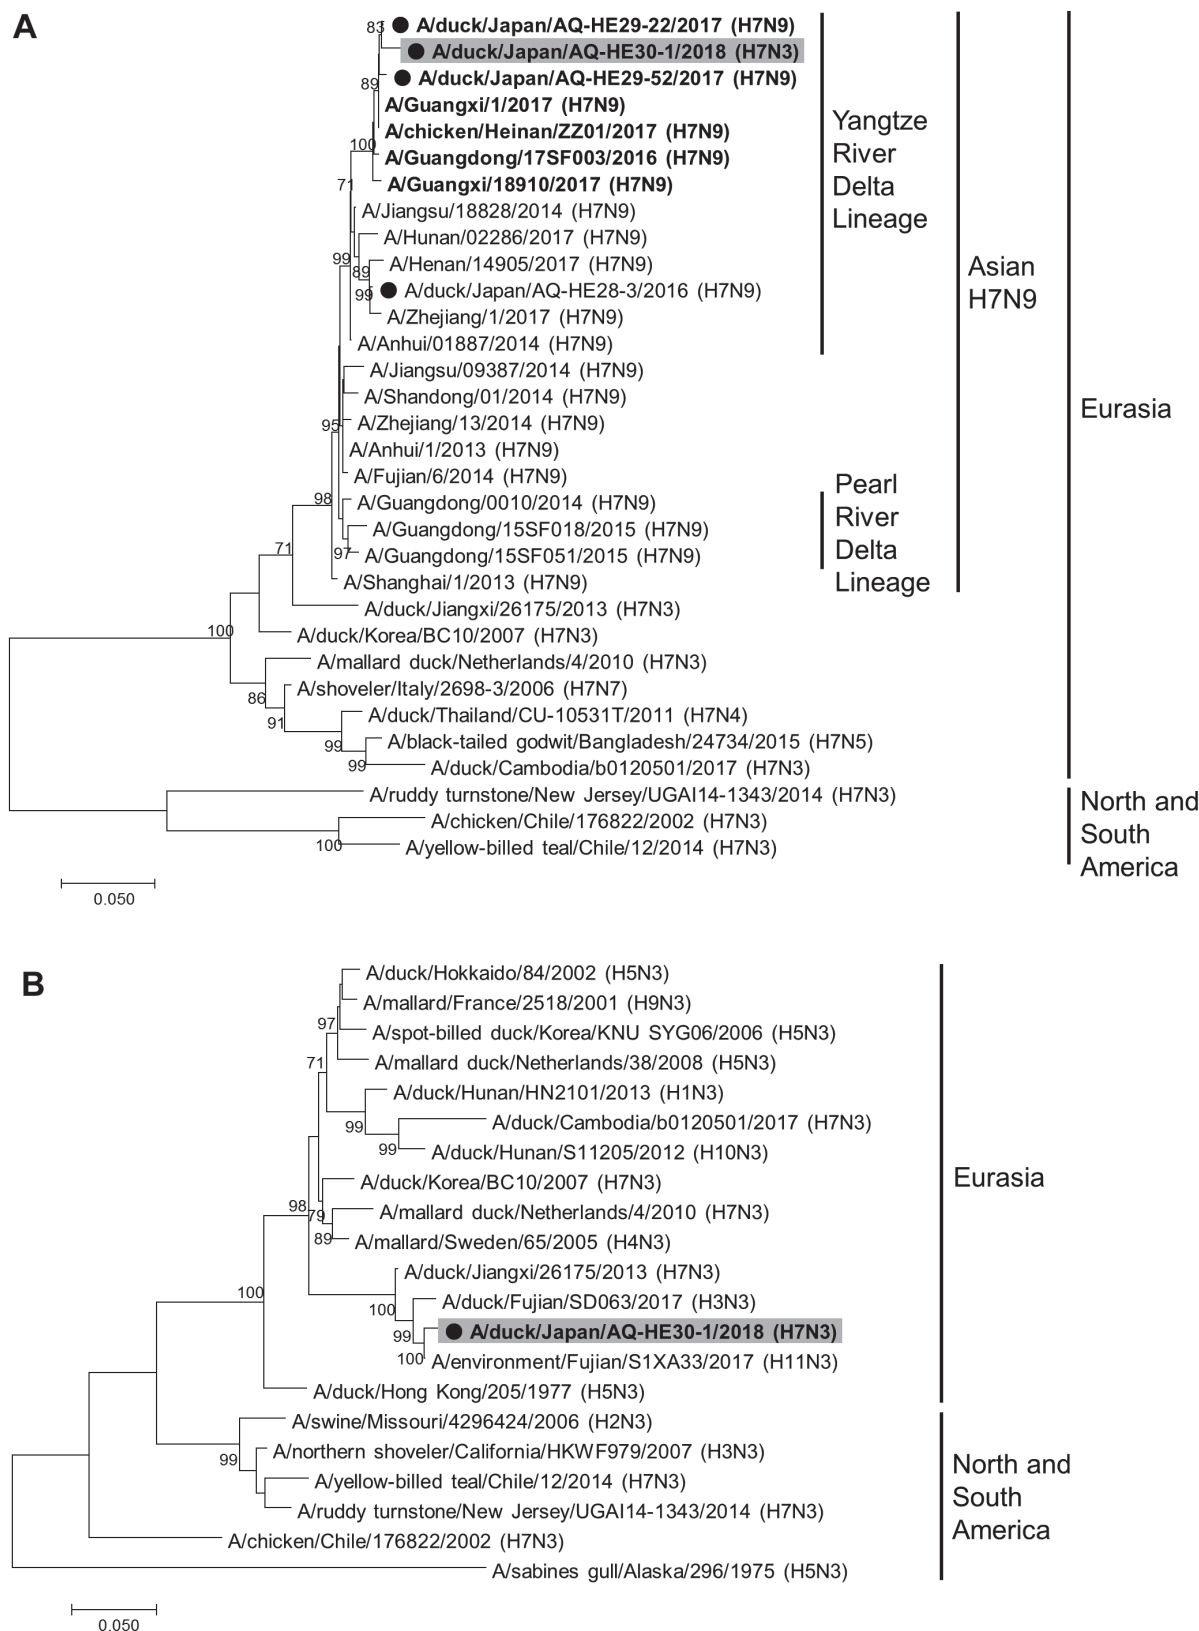 A
83
A/duck/Japan/AQ-HE29-22/2017 (H7N9)
A/duck/Japan/AQ-HE30-1/2018 (H7N3)
89
A/duck/Japan/AQ-HE29-52/2017 (H7N9)
A/Guangxi/1/2017 (H7N9)
A/chicken/Heinan/ZZ01/2017 (H7N9)
100
A/Guangdong/17SF003/2016 (H7N9)
71
A/Guangxi/18910/2017 (H7N9)
A/Jiangsu/18828/2014 (H7N9)
A/Hunan/02286/2017 (H7N9)
99
89
A/Henan/14905/2017 (H7N9)
99
A/duck/Japan/AQ-HE28-3/2016 (H7N9)
A/Zhejiang/1/2017 (H7N9)
A/Anhui/01887/2014 (H7N9)
A/Jiangsu/09387/2014 (H7N9)
A/Shandong/01/2014 (H7N9)
95
A/Zhejiang/13/2014 (H7N9)
A/Anhui/1/2013 (H7N9)
A/Fujian/6/2014 (H7N9)
98
A/Guangdong/0010/2014 (H7N9)
A/Guangdong/15SF018/2015 (H7N9)
71
97
A/Guangdong/15SF051/2015 (H7N9)
A/Shanghai/1/2013 (H7N9)
A/duck/Jiangxi/26175/2013 (H7N3)
100
A/duck/Korea/BC10/2007 (H7N3)
A/mallard duck/Netherlands/4/2010 (H7N3)
86
A/shoveler/Italy/2698-3/2006 (H7N7)
91
A/duck/Thailand/CU-10531T/2011 (H7N4)
99
A/black-tailed godwit/Bangladesh/24734/2015 (H7N5)
99
A/duck/Cambodia/b0120501/2017 (H7N3)
A/ruddy turnstone/New Jersey/UGAI14-1343/2014 (H7N3)
A/chicken/Chile/176822/2002 (H7N3)
100
A/yellow-billed teal/Chile/12/2014 (H7N3)
Yangtze
River
Delta
Lineage
Pearl
River
Delta
Lineage
Asian
H7N9
Eurasia
North and
South
America
0.050
B
A/duck/Hokkaido/84/2002 (H5N3)
A/mallard/France/2518/2001 (H9N3)
97
A/spot-billed duck/Korea/KNU SYG06/2006 (H5N3)
71
A/mallard duck/Netherlands/38/2008 (H5N3)
A/duck/Hunan/HN2101/2013 (H1N3)
99
A/duck/Cambodia/b0120501/2017 (H7N3)
99
A/duck/Hunan/S11205/2012 (H10N3)
A/duck/Korea/BC10/2007 (H7N3)
98
79
A/mallard duck/Netherlands/4/2010 (H7N3)
89
A/mallard/Sweden/65/2005 (H4N3)
A/duck/Jiangxi/26175/2013 (H7N3)
100
100
A/duck/Fujian/SD063/2017 (H3N3)
99
A/duck/Japan/AQ-HE30-1/2018 (H7N3)
100
A/environment/Fujian/S1XA33/2017 (H11N3)
A/duck/Hong Kong/205/1977 (H5N3)
A/swine/Missouri/4296424/2006 (H2N3)
99
A/northern shoveler/California/HKWF979/2007 (H3N3)
A/yellow-billed teal/Chile/12/2014 (H7N3)
A/ruddy turnstone/New Jersey/UGAI14-1343/2014 (H7N3)
A/chicken/Chile/176822/2002 (H7N3)
A/sabines gull/Alaska/296/1975 (H5N3)
Eurasia
North and
South
America
0.050